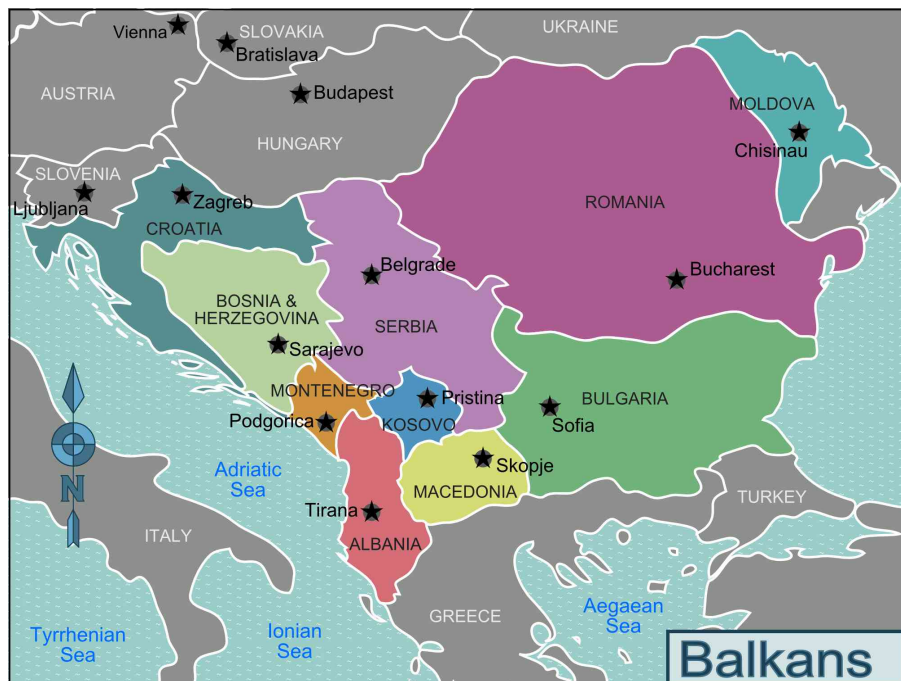 UKRAINE
Vienna
SLOVAKIA
Bratislava
AUSTRIA
Budapest
MOLDOVA
HUNGARY
Chisinau
SLOVENIA
Ljubljana
Zagreb
ROMANIA
CROATIA
Belgrade
Bucharest
BOSNIA &
HERZEGOVINA
SERBIA
Sarajevo
MONTENEGRO
Pristina
BULGARIA
Podgorica
KOSOVO
Sofia
Adriatic
Sea
Skopje
N
MACEDONIA
TURKEY
Tirana
ITALY
ALBANIA
Aegaean
Sea
GREECE
Tyrrhenian
Sea
Ionian
Sea
Balkans